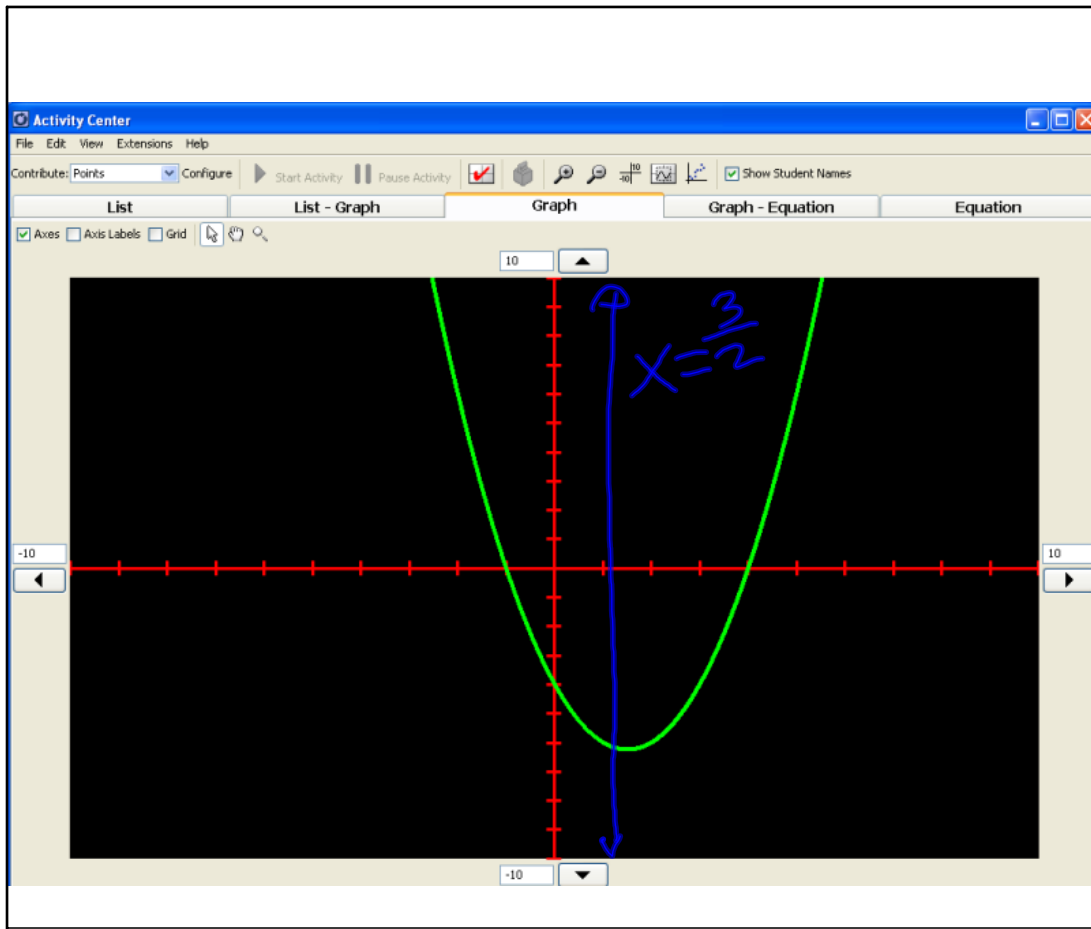 Activity Center
File Edit View Extensions Help
Contribute: Points Configure Start Activity Pause Activity Show Student Names
List List - Graph Graph Graph - Equation Equation
Axes Axis Labels Grid
10
x = 3/2
-10 10
-10